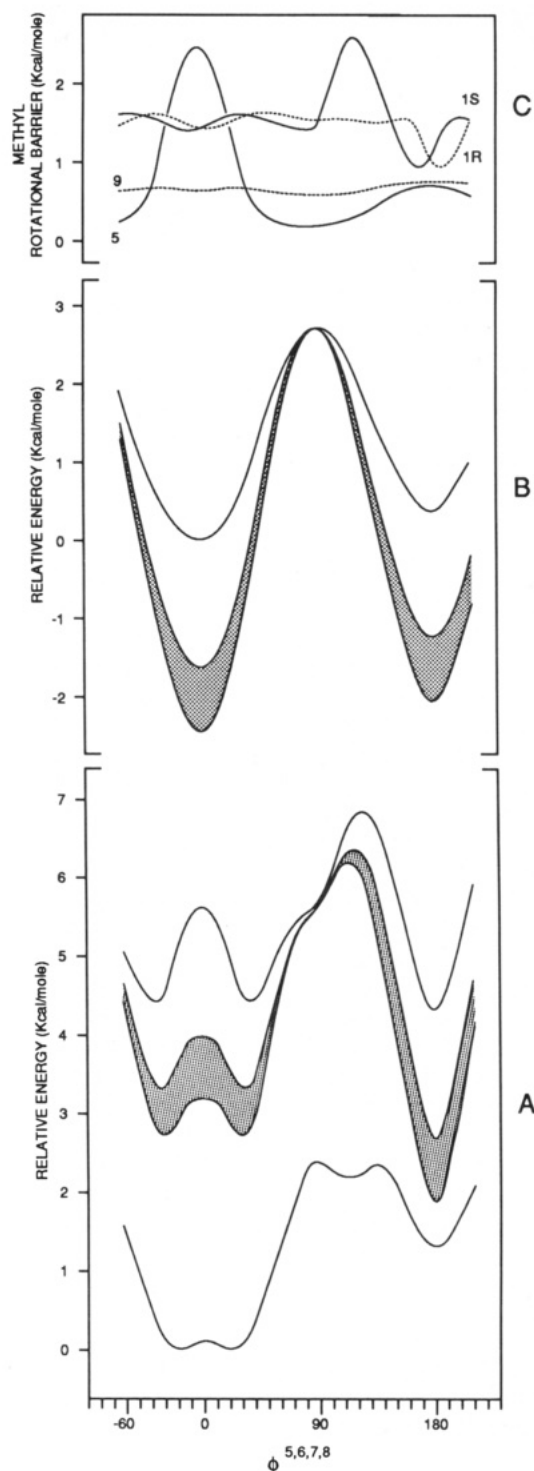 METHYL
ROTATIONAL BARRIER (Kcal/mole)
2
1
0
9
5
1S
1R
C
RELATIVE ENERGY (Kcal/mole)
3
2
1
0
-1
-2
B
RELATIVE ENERGY (Kcal/mole)
7
6
5
4
3
2
1
0
A
-60 0 90 180
ϕ 5,6,7,8